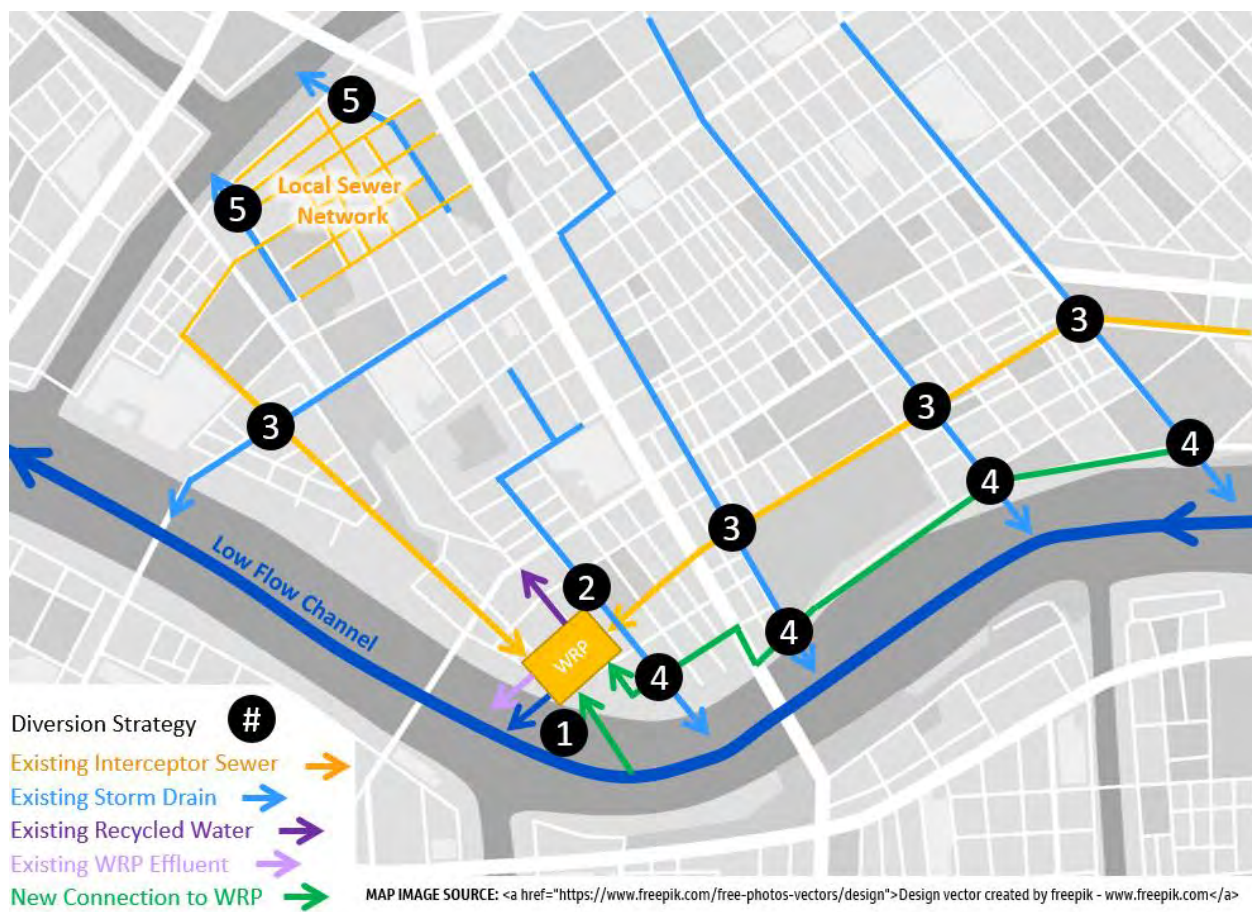 5
5
Local Sewer
Network
3
3
3
4
4
3
Low Flow Channel
2
4
WRP
4
1
Diversion Strategy #
Existing Interceptor Sewer
Existing Storm Drain
Existing Recycled Water
Existing WRP Effluent
New Connection to WRP
MAP IMAGE SOURCE: <a href="https://www.freepik.com/free-photos-vectors/design">Design vector created by freepik - www.freepik.com</a>